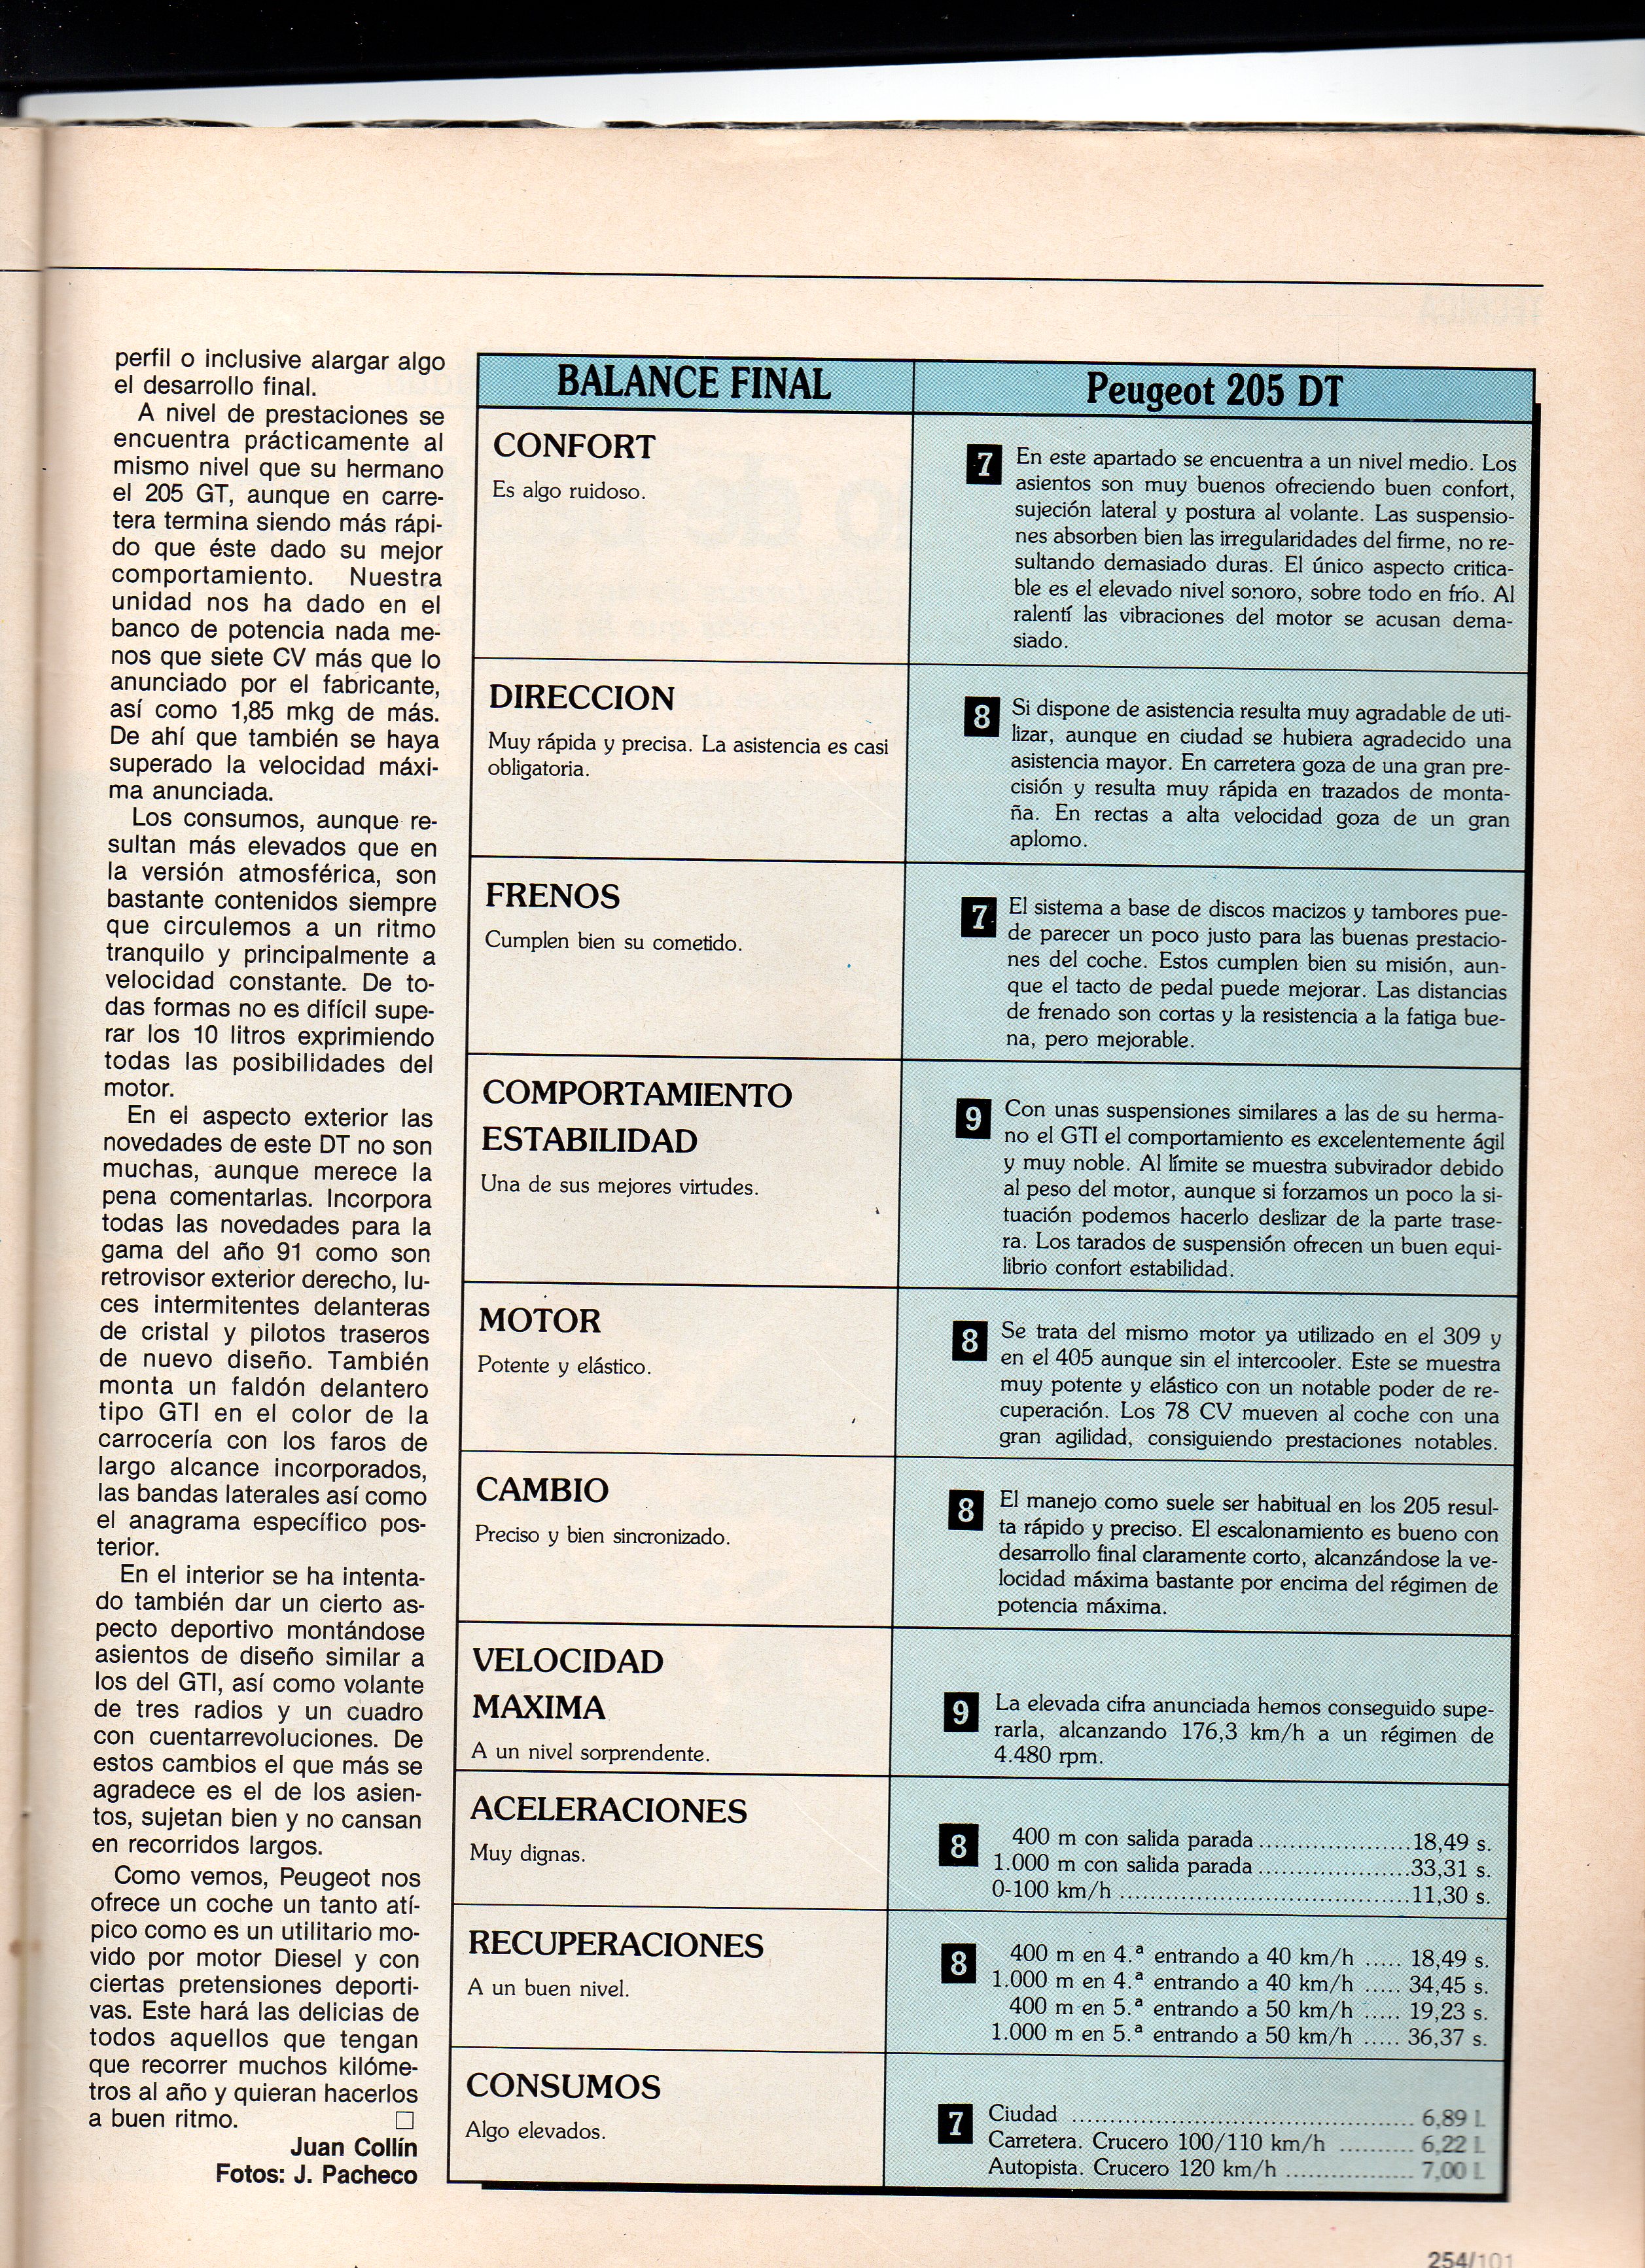 perfil o inclusive alargar algo
el desarrollo final.
A nivel de prestaciones se
encuentra prácticamente al
mismo nivel que su hermano
el 205 GT, aunque en carre-
tera termina siendo más rápi-
do que éste dado su mejor
comportamiento. Nuestra
unidad nos ha dado en el
banco de potencia nada me-
nos que siete CV más que lo
anunciado por el fabricante,
así como 1,85 mkg de más.
De ahí que también se haya
superado la velocidad máxi-
ma anunciada.
Los consumos, aunque re-
sultan más elevados que en
la versión atmosférica, son
bastante contenidos siempre
que circulemos a un ritmo
tranquilo y principalmente a
velocidad constante. De to-
das formas no es difícil supe-
rar los 10 litros exprimiendo
todas las posibilidades del
motor.
En el aspecto exterior las
novedades de este DT no son
muchas, aunque merece la
pena comentarlas. Incorpora
todas las novedades para la
gama del año 91 como son
retrovisor exterior derecho, lu-
ces intermitentes delanteras
de cristal y pilotos traseros
de nuevo diseño. También
monta un faldón delantero
tipo GTI en el color de la
carrocería con los faros de
largo alcance incorporados,
las bandas laterales así como
el anagrama específico pos-
terior.
En el interior se ha intenta-
do también dar un cierto as-
pecto deportivo montándose
asientos de diseño similar a
los del GTI, así como volante
de tres radios y un cuadro
con cuentarrevoluciones. De
estos cambios el que más se
agradece es el de los asien-
tos, sujetan bien y no cansan
en recorridos largos.
Como vemos, Peugeot nos
ofrece un coche un tanto atí-
pico como es un utilitario mo-
vido por motor Diesel y con
ciertas pretensiones deporti-
vas. Este hará las delicias de
todos aquellos que tengan
que recorrer muchos kilóme-
tros al año y quieran hacerlos
a buen ritmo. □
Juan Collín
Fotos: J. Pacheco
BALANCE FINAL
Peugeot 205 DT
CONFORT
Es algo ruidoso.
7
En este apartado se encuentra a un nivel medio. Los
asientos son muy buenos ofreciendo buen confort,
sujeción lateral y postura al volante. Las suspensio-
nes absorben bien las irregularidades del firme, no re-
sultando demasiado duras. El único aspecto critica-
ble es el elevado nivel sonoro, sobre todo en frío. Al
ralentí las vibraciones del motor se acusan dema-
siado.
DIRECCION
Muy rápida y precisa. La asistencia es casi
obligatoria.
8
Si dispone de asistencia resulta muy agradable de uti-
lizar, aunque en ciudad se hubiera agradecido una
asistencia mayor. En carretera goza de una gran pre-
cisión y resulta muy rápida en trazados de monta-
ña. En rectas a alta velocidad goza de un gran
aplomo.
FRENOS
Cumplen bien su cometido.
7
El sistema a base de discos macizos y tambores pue-
de parecer un poco justo para las buenas prestacio-
nes del coche. Estos cumplen bien su misión, aun-
que el tacto de pedal puede mejorar. Las distancias
de frenado son cortas y la resistencia a la fatiga bue-
na, pero mejorable.
COMPORTAMIENTO
ESTABILIDAD
Una de sus mejores virtudes.
9
Con unas suspensiones similares a las de su herma-
no el GTI el comportamiento es excelentemente ágil
y muy noble. Al límite se muestra subvirador debido
al peso del motor, aunque si forzamos un poco la si-
tuación podemos hacerlo deslizar de la parte trase-
ra. Los tarados de suspensión ofrecen un buen equi-
librio confort estabilidad.
MOTOR
Potente y elástico.
8
Se trata del mismo motor ya utilizado en el 309 y
en el 405 aunque sin el intercooler. Este se muestra
muy potente y elástico con un notable poder de re-
cuperación. Los 78 CV mueven al coche con una
gran agilidad, consiguiendo prestaciones notables.
CAMBIO
Preciso y bien sincronizado.
8
El manejo como suele ser habitual en los 205 resul-
ta rápido y preciso. El escalonamiento es bueno con
desarrollo final claramente corto, alcanzándose la ve-
locidad máxima bastante por encima del régimen de
potencia máxima.
VELOCIDAD
MAXIMA
A un nivel sorprendente.
9
La elevada cifra anunciada hemos conseguido supe-
rarla, alcanzando 176,3 km/h a un régimen de
4.480 rpm.
ACELERACIONES
Muy dignas.
8
400 m con salida parada ....................18,49 s.
1.000 m con salida parada ....................33,31 s.
0-100 km/h ......................................11,30 s.
RECUPERACIONES
A un buen nivel.
8
400 m en 4.ª entrando a 40 km/h ..... 18,49 s.
1.000 m en 4.ª entrando a 40 km/h ..... 34,45 s.
400 m en 5.ª entrando a 50 km/h ..... 19,23 s.
1.000 m en 5.ª entrando a 50 km/h ..... 36,37 s.
CONSUMOS
Algo elevados.
7
Ciudad ............................................. 6,89 l.
Carretera. Crucero 100/110 km/h .......... 6,22 l.
Autopista. Crucero 120 km/h ................. 7,00 l.
254/101